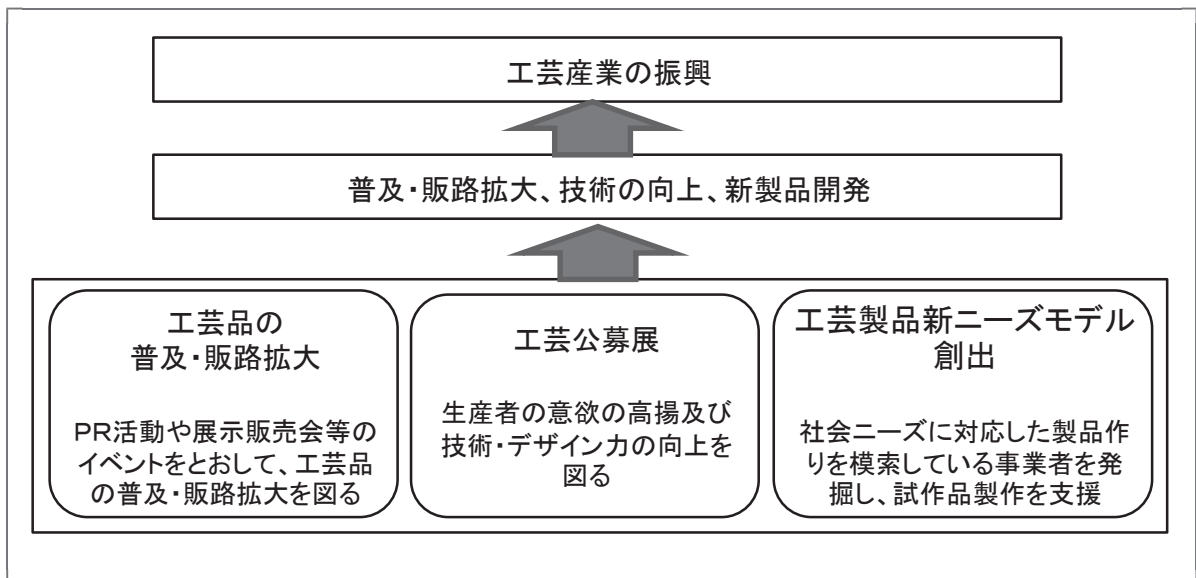 工芸産業の振興
普及・販路拡大、技術の向上、新製品開発
工芸品の
普及・販路拡大
PR活動や展示販売会等の
イベントをとおして、工芸品
の普及・販路拡大を図る
工芸公募展
生産者の意欲の高揚及び
技術・デザイン力の向上を
図る
工芸製品新ニーズモデル
創出
社会ニーズに対応した製品作
りを模索している事業者を発
掘し、試作品製作を支援